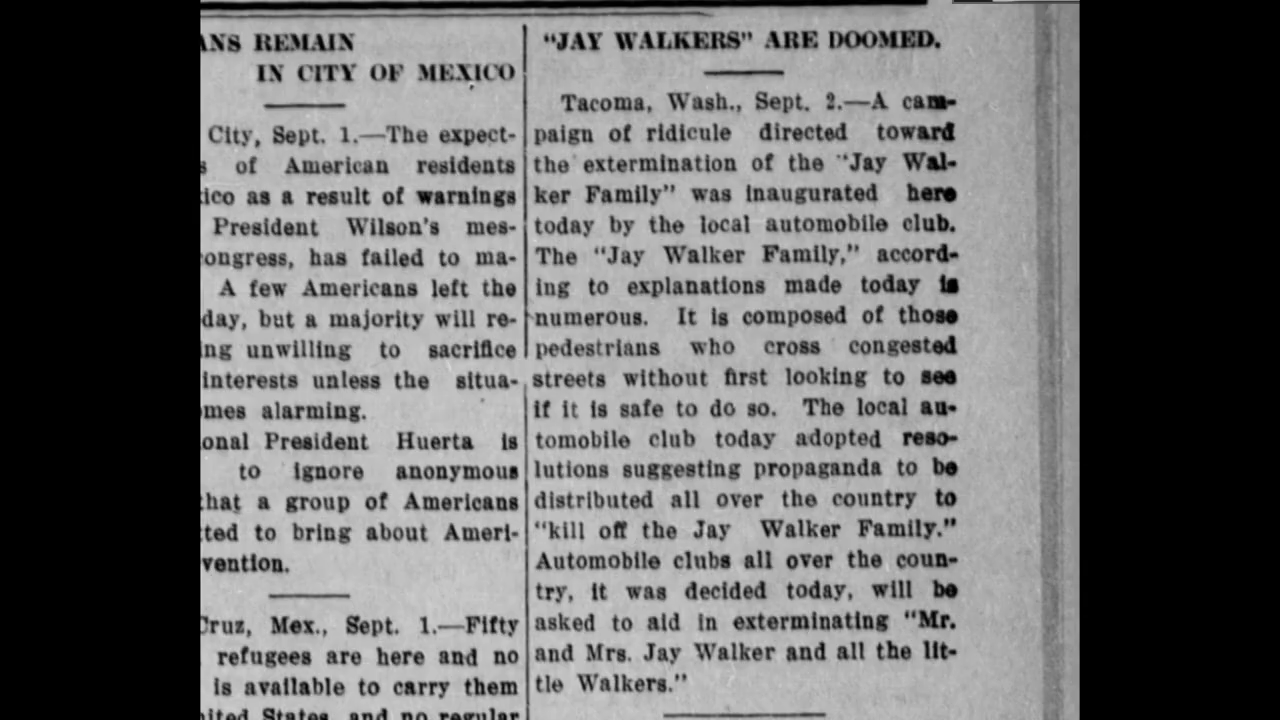 ANS REMAIN
IN CITY OF MEXICO
City, Sept. 1.—The expect-
s of American residents
ico as a result of warnings
President Wilson's mes-
ongress, has failed to ma-
A few Americans left the
day, but a majority will re-
ng unwilling to sacrifice
interests unless the situa-
mes alarming.
onal President Huerta is
to ignore anonymous
that a group of Americans
ted to bring about Ameri-
vention.
Cruz, Mex., Sept. 1.—Fifty
refugees are here and no
is available to carry them
ited States, and no regular
"JAY WALKERS" ARE DOOMED.
Tacoma, Wash., Sept. 2.—A cam-
paign of ridicule directed toward
the extermination of the "Jay Wal-
ker Family" was inaugurated here
today by the local automobile club.
The "Jay Walker Family," accord-
ing to explanations made today is
numerous. It is composed of those
pedestrians who cross congested
streets without first looking to see
if it is safe to do so. The local au-
tomobile club today adopted reso-
lutions suggesting propaganda to be
distributed all over the country to
"kill off the Jay Walker Family."
Automobile clubs all over the coun-
try, it was decided today, will be
asked to aid in exterminating "Mr.
and Mrs. Jay Walker and all the lit-
tle Walkers."